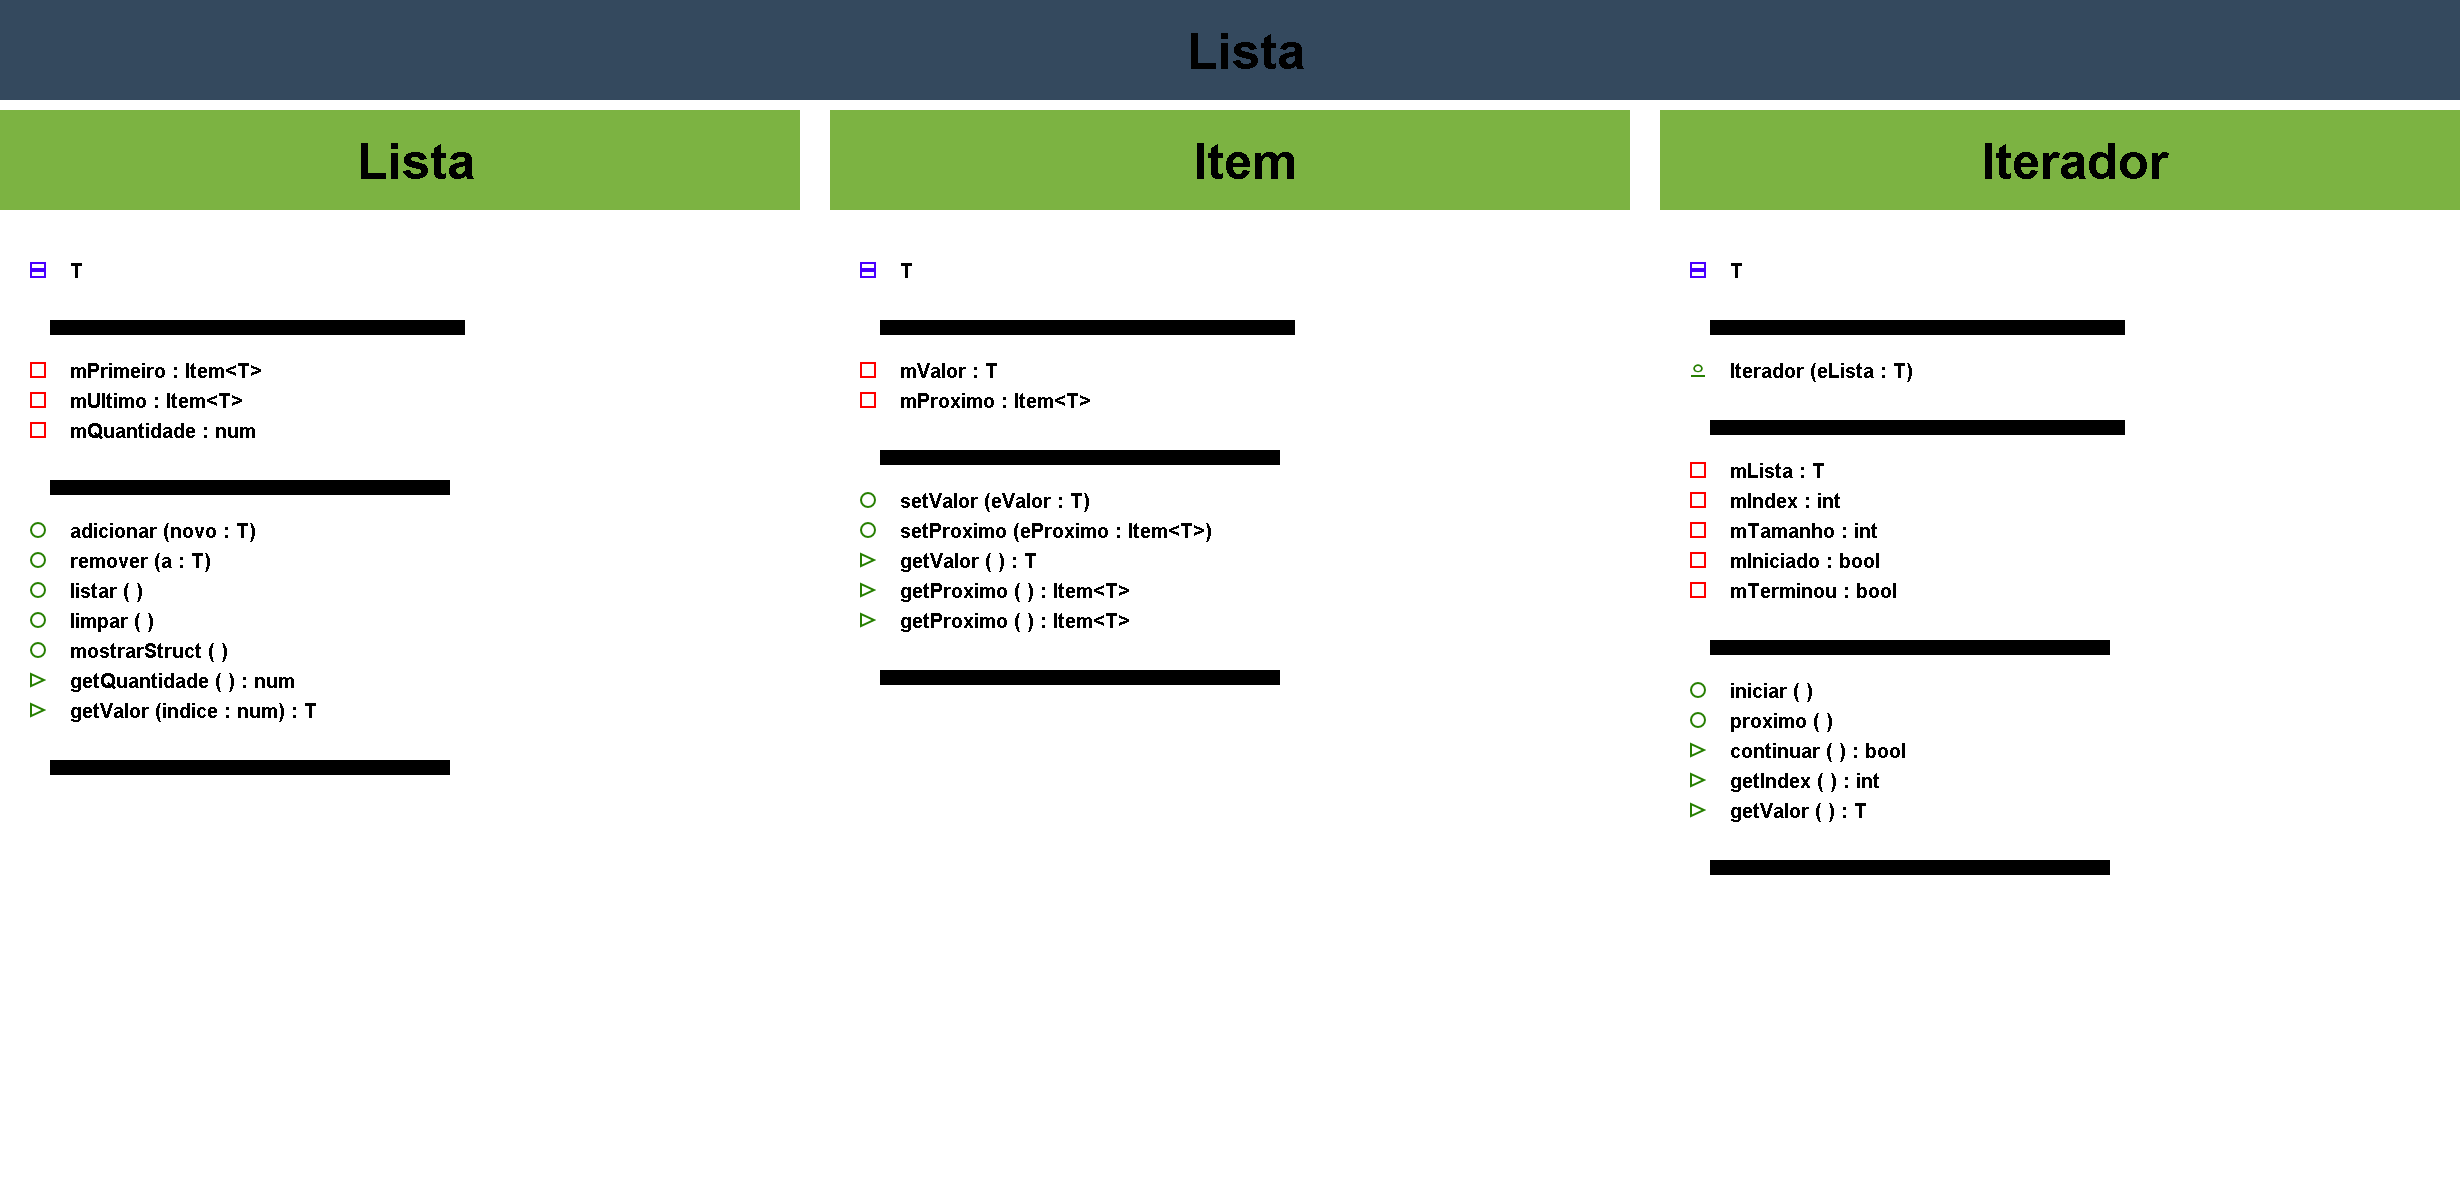 Lista
Lista
T
mPrimeiro : Item<T>
mUltimo : Item<T>
mQuantidade : num
adicionar (novo : T)
remover (a : T)
listar ( )
limpar ( )
mostrarStruct ( )
getQuantidade ( ) : num
getValor (indice : num) : T
Item
T
mValor : T
mProximo : Item<T>
setValor (eValor : T)
setProximo (eProximo : Item<T>)
getValor ( ) : T
getProximo ( ) : Item<T>
getProximo ( ) : Item<T>
Iterador
T
Iterador (eLista : T)
mLista : T
mIndex : int
mTamanho : int
mIniciado : bool
mTerminou : bool
iniciar ( )
proximo ( )
continuar ( ) : bool
getIndex ( ) : int
getValor ( ) : T